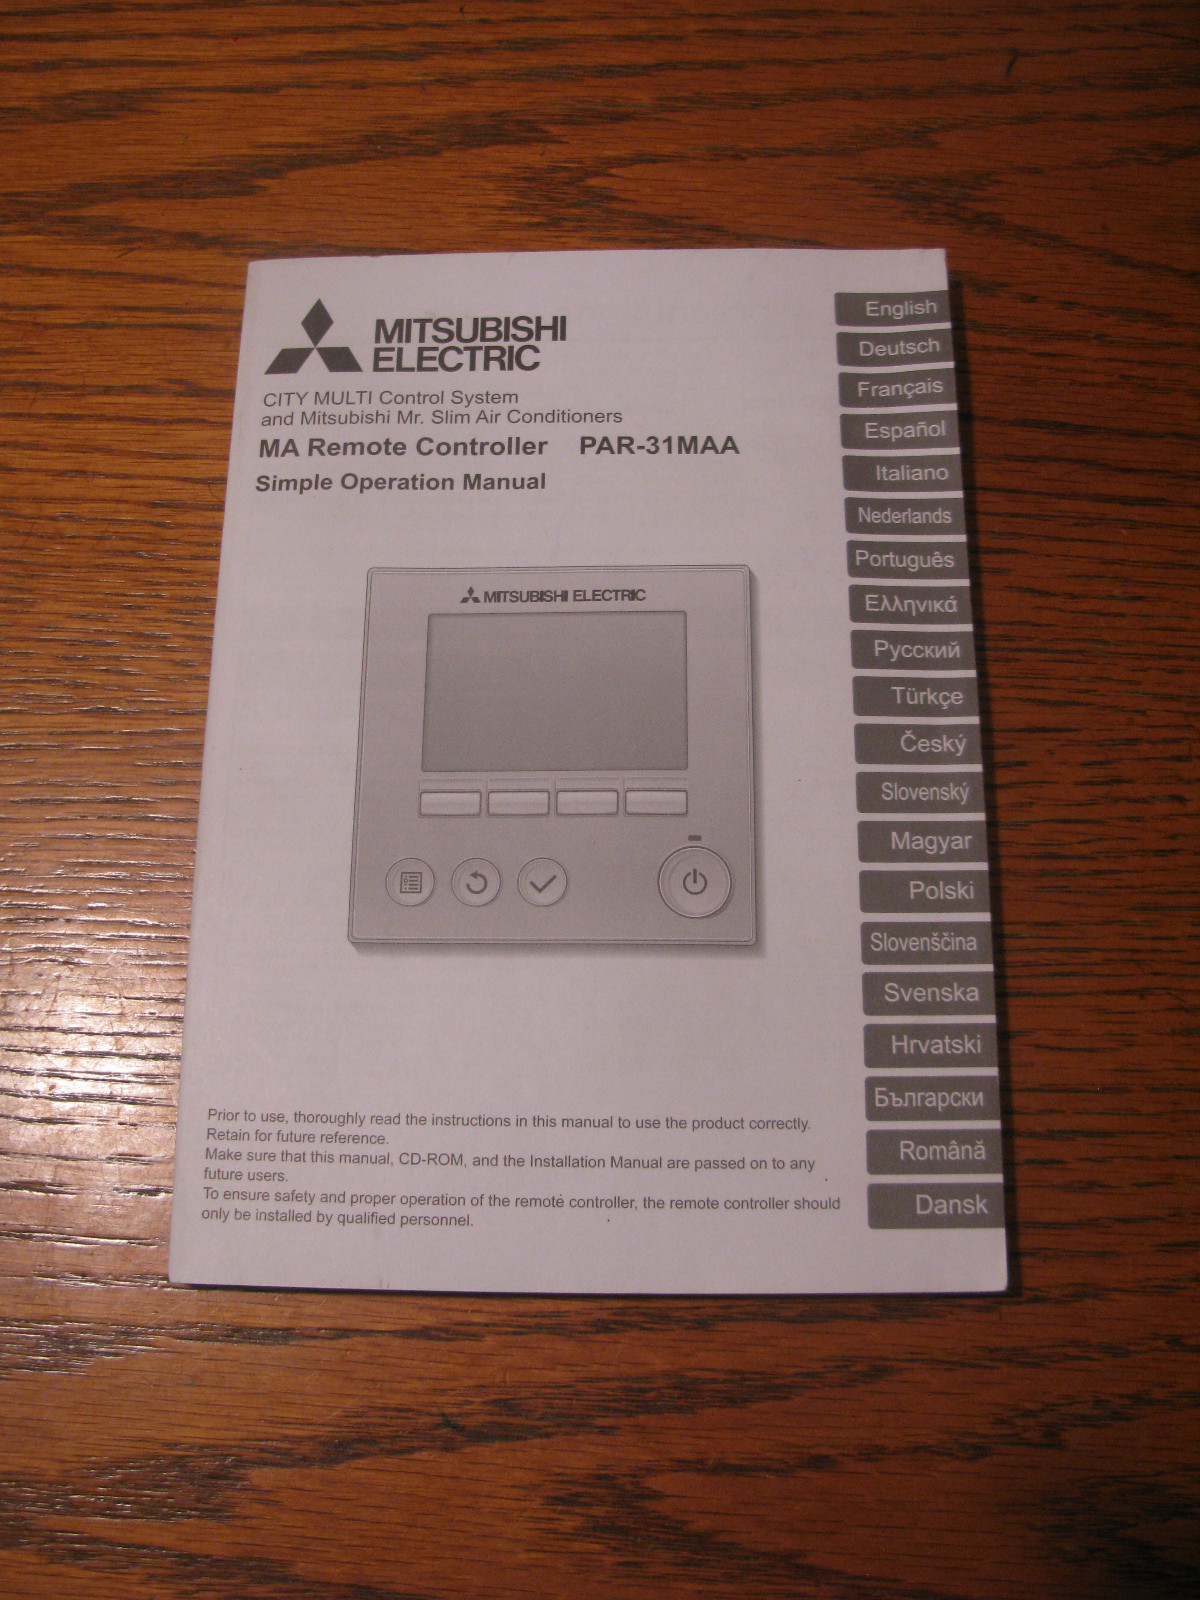 MITSUBISHI
ELECTRIC
CITY MULTI Control System
and Mitsubishi Mr. Slim Air Conditioners
MA Remote Controller PAR-31MAA
Simple Operation Manual
MITSUBISHI ELECTRIC
English
Deutsch
Français
Español
Italiano
Nederlands
Português
Ελληνικά
Русский
Türkçe
Český
Slovenský
Magyar
Polski
Slovenščina
Svenska
Hrvatski
Български
Română
Dansk
Prior to use, thoroughly read the instructions in this manual to use the product correctly.
Retain for future reference.
Make sure that this manual, CD-ROM, and the Installation Manual are passed on to any
future users.
To ensure safety and proper operation of the remote controller, the remote controller should
only be installed by qualified personnel.